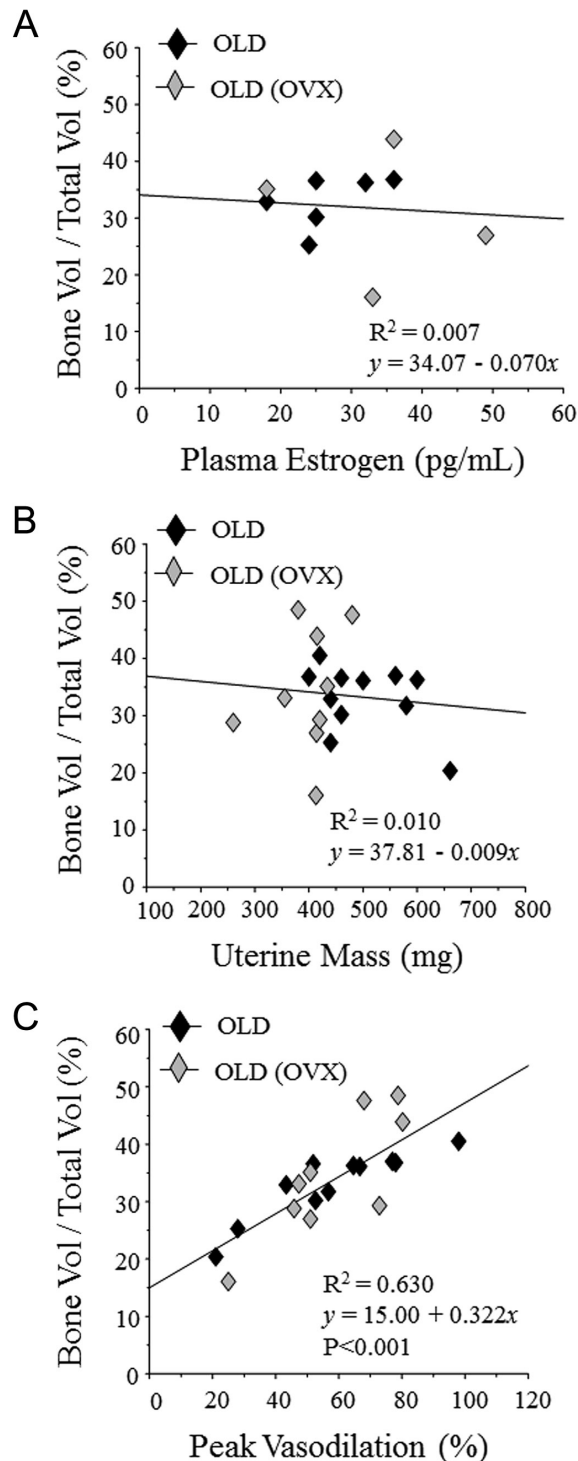 A
OLD
OLD (OVX)
Bone Vol / Total Vol (%)
60
50
40
30
20
10
0
R² = 0.007
y = 34.07 - 0.070x
0 10 20 30 40 50 60
Plasma Estrogen (pg/mL)
B
OLD
OLD (OVX)
Bone Vol / Total Vol (%)
60
50
40
30
20
10
0
R² = 0.010
y = 37.81 - 0.009x
100 200 300 400 500 600 700 800
Uterine Mass (mg)
C
OLD
OLD (OVX)
Bone Vol / Total Vol (%)
60
50
40
30
20
10
0
R² = 0.630
y = 15.00 + 0.322x
P<0.001
0 20 40 60 80 100 120
Peak Vasodilation (%)